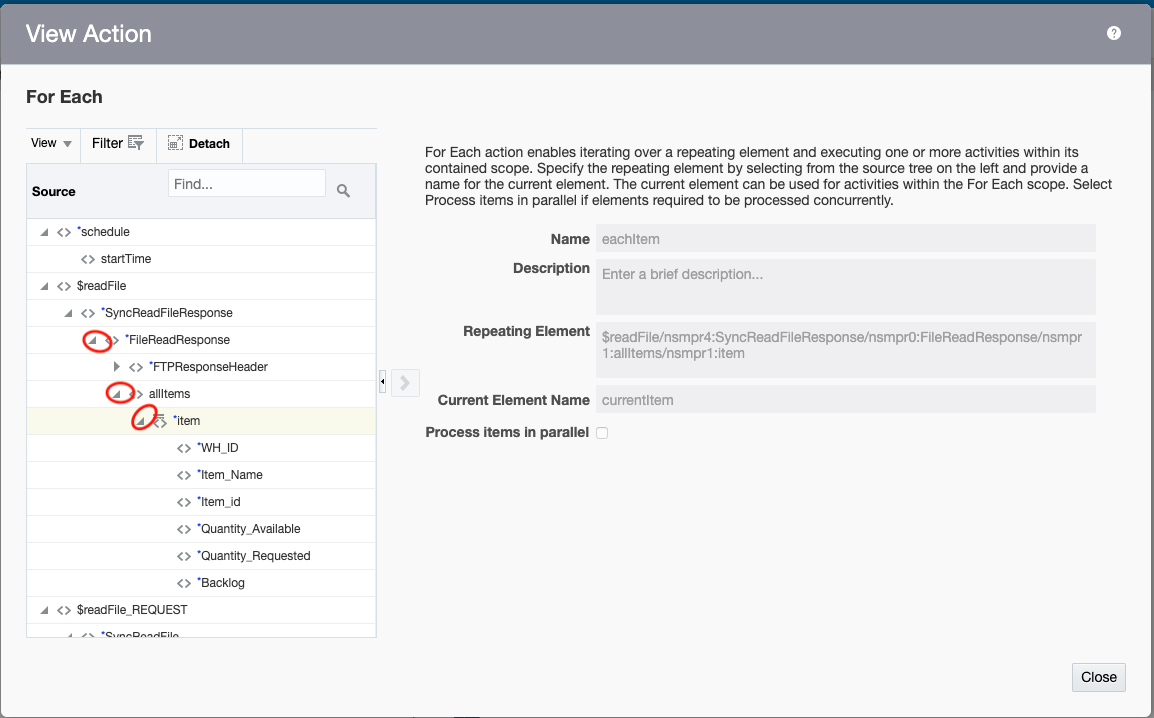 View Action
?
For Each
View
Filter
Detach
Source
Find...
*schedule
startTime
$readFile
*SyncReadFileResponse
*FileReadResponse
*FTPResponseHeader
allItems
*item
*WH_ID
*Item_Name
*Item_id
*Quantity_Available
*Quantity_Requested
*Backlog
$readFile_REQUEST
*SyncReadFile
For Each action enables iterating over a repeating element and executing one or more activities within its
contained scope. Specify the repeating element by selecting from the source tree on the left and provide a
name for the current element. The current element can be used for activities within the For Each scope. Select
Process items in parallel if elements required to be processed concurrently.
Name
eachItem
Description
Enter a brief description...
Repeating Element
$readFile/nsmpr4:SyncReadFileResponse/nsmpr0:FileReadResponse/nsmpr
1:allItems/nsmpr1:item
Current Element Name
currentItem
Process items in parallel
Close